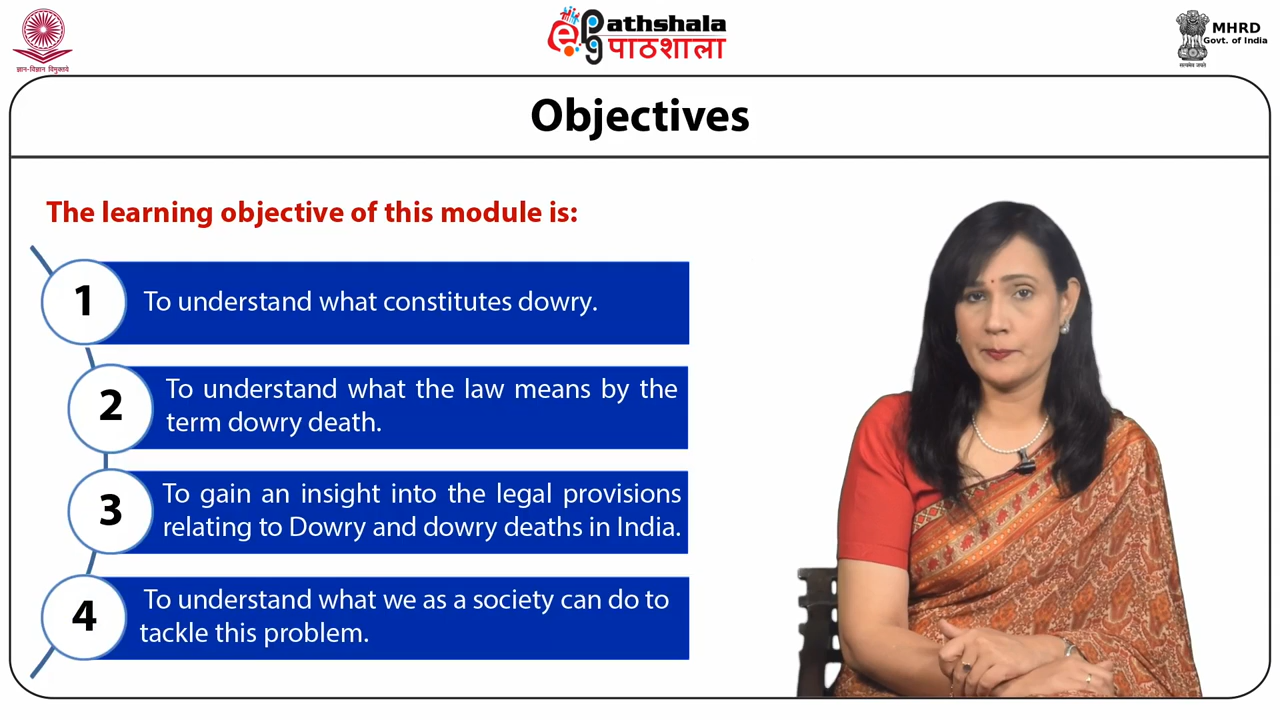 ज्ञान-विज्ञान विमुक्तये
ePathshala
पाठशाला
MHRD
Govt. of India
सत्यमेव जयते
Objectives
The learning objective of this module is:
1
To understand what constitutes dowry.
2
To understand what the law means by the
term dowry death.
3
To gain an insight into the legal provisions
relating to Dowry and dowry deaths in India.
4
To understand what we as a society can do to
tackle this problem.